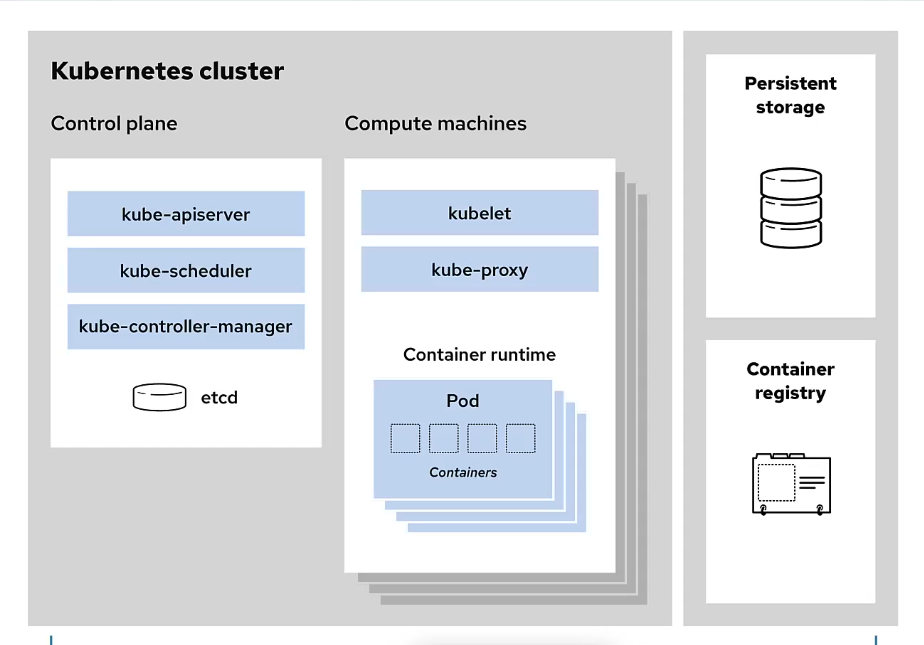 Kubernetes cluster
Control plane
kube-apiserver
kube-scheduler
kube-controller-manager
etcd
Compute machines
kubelet
kube-proxy
Container runtime
Pod
Containers
Persistent
storage
Container
registry